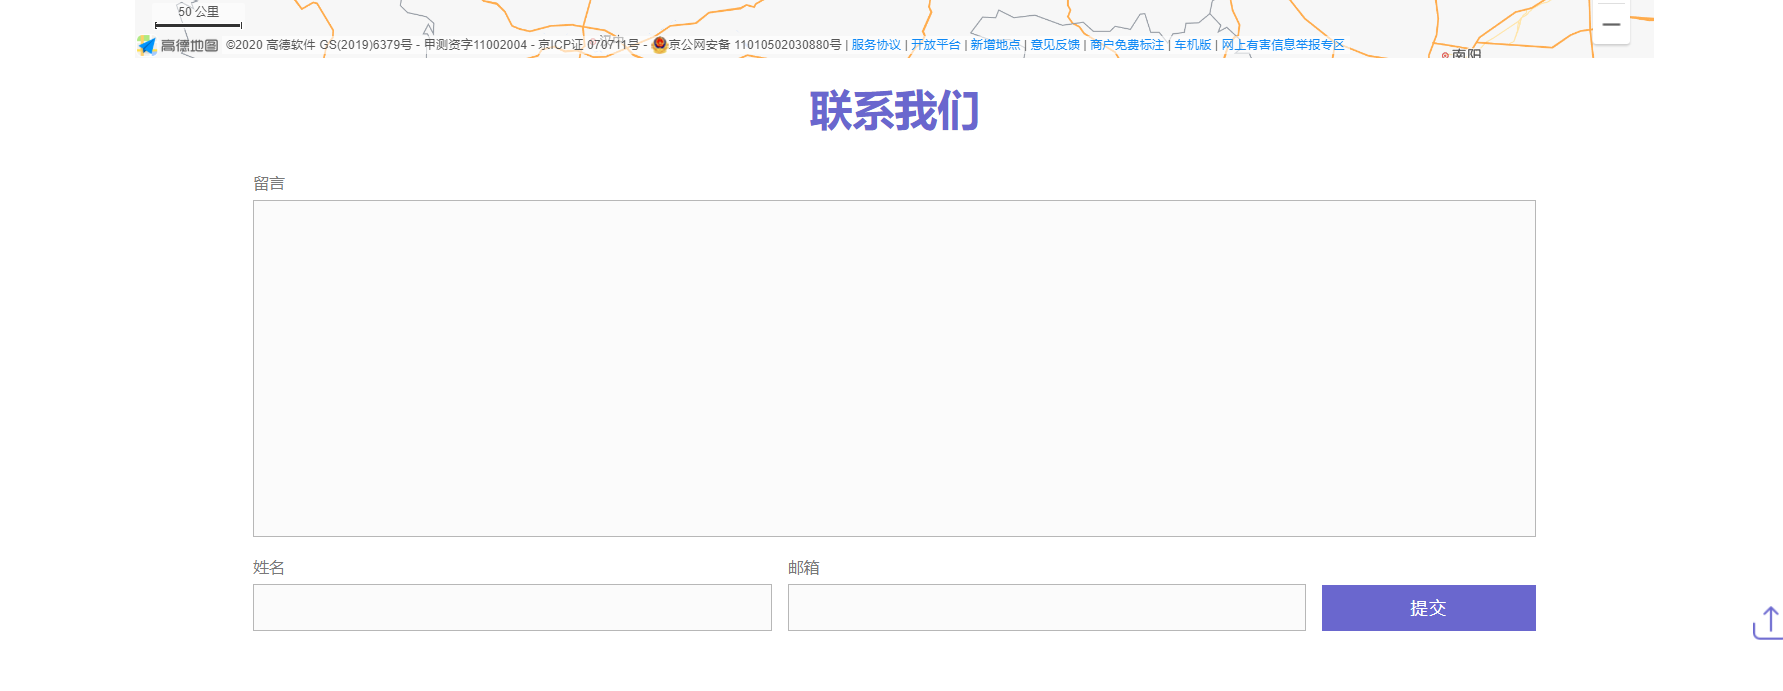 50 公里
高德地图 ©2020 高德软件 GS(2019)6379号 - 甲测资字11002004 - 京ICP证 070711号 - 京公网安备 11010502030880号 | 服务协议 | 开放平台 | 新增地点 | 意见反馈 | 商户免费标注 | 车机版 | 网上有害信息举报专区
南阳
联系我们
留言
姓名 邮箱
提交